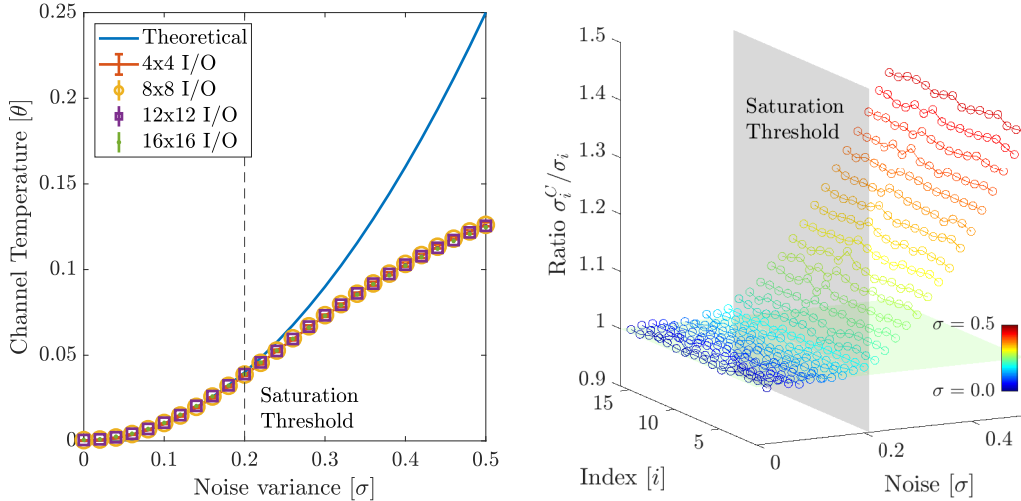 0.25
0.2
0.15
0.1
0.05
0
Channel Temperature [θ]
Theoretical
4x4 I/O
8x8 I/O
12x12 I/O
16x16 I/O
Saturation
Threshold
0
0.1
0.2
0.3
0.4
0.5
Noise variance [σ]
1.5
1.4
1.3
1.2
1.1
1
0.9
Ratio σ_i^C/σ_i
Saturation
Threshold
σ = 0.5
σ = 0.0
15
10
5
Index [i]
0
0.2
0.4
Noise [σ]